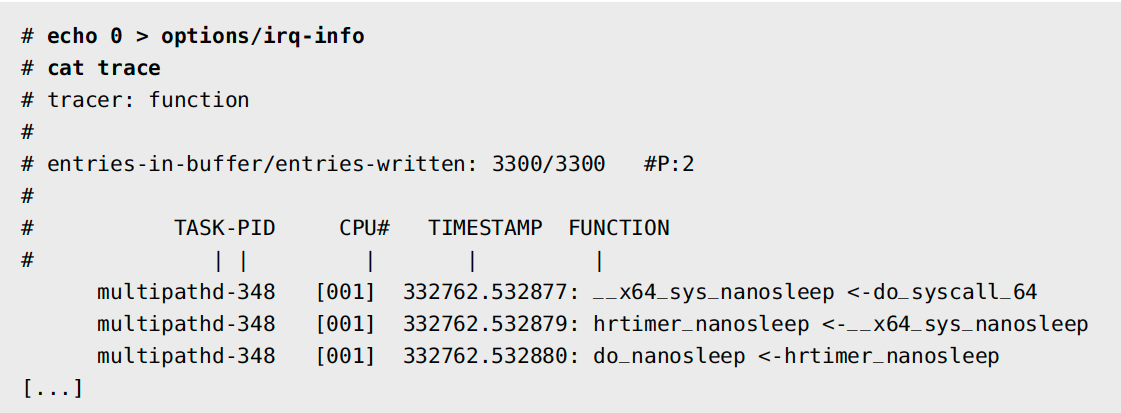 # echo 0 > options/irq-info
# cat trace
# tracer: function
#
# entries-in-buffer/entries-written: 3300/3300   #P:2
#
#           TASK-PID     CPU#   TIMESTAMP  FUNCTION
#              | |         |       |         |
      multipathd-348   [001]  332762.532877: __x64_sys_nanosleep <-do_syscall_64
      multipathd-348   [001]  332762.532879: hrtimer_nanosleep <-__x64_sys_nanosleep
      multipathd-348   [001]  332762.532880: do_nanosleep <-hrtimer_nanosleep
[...]